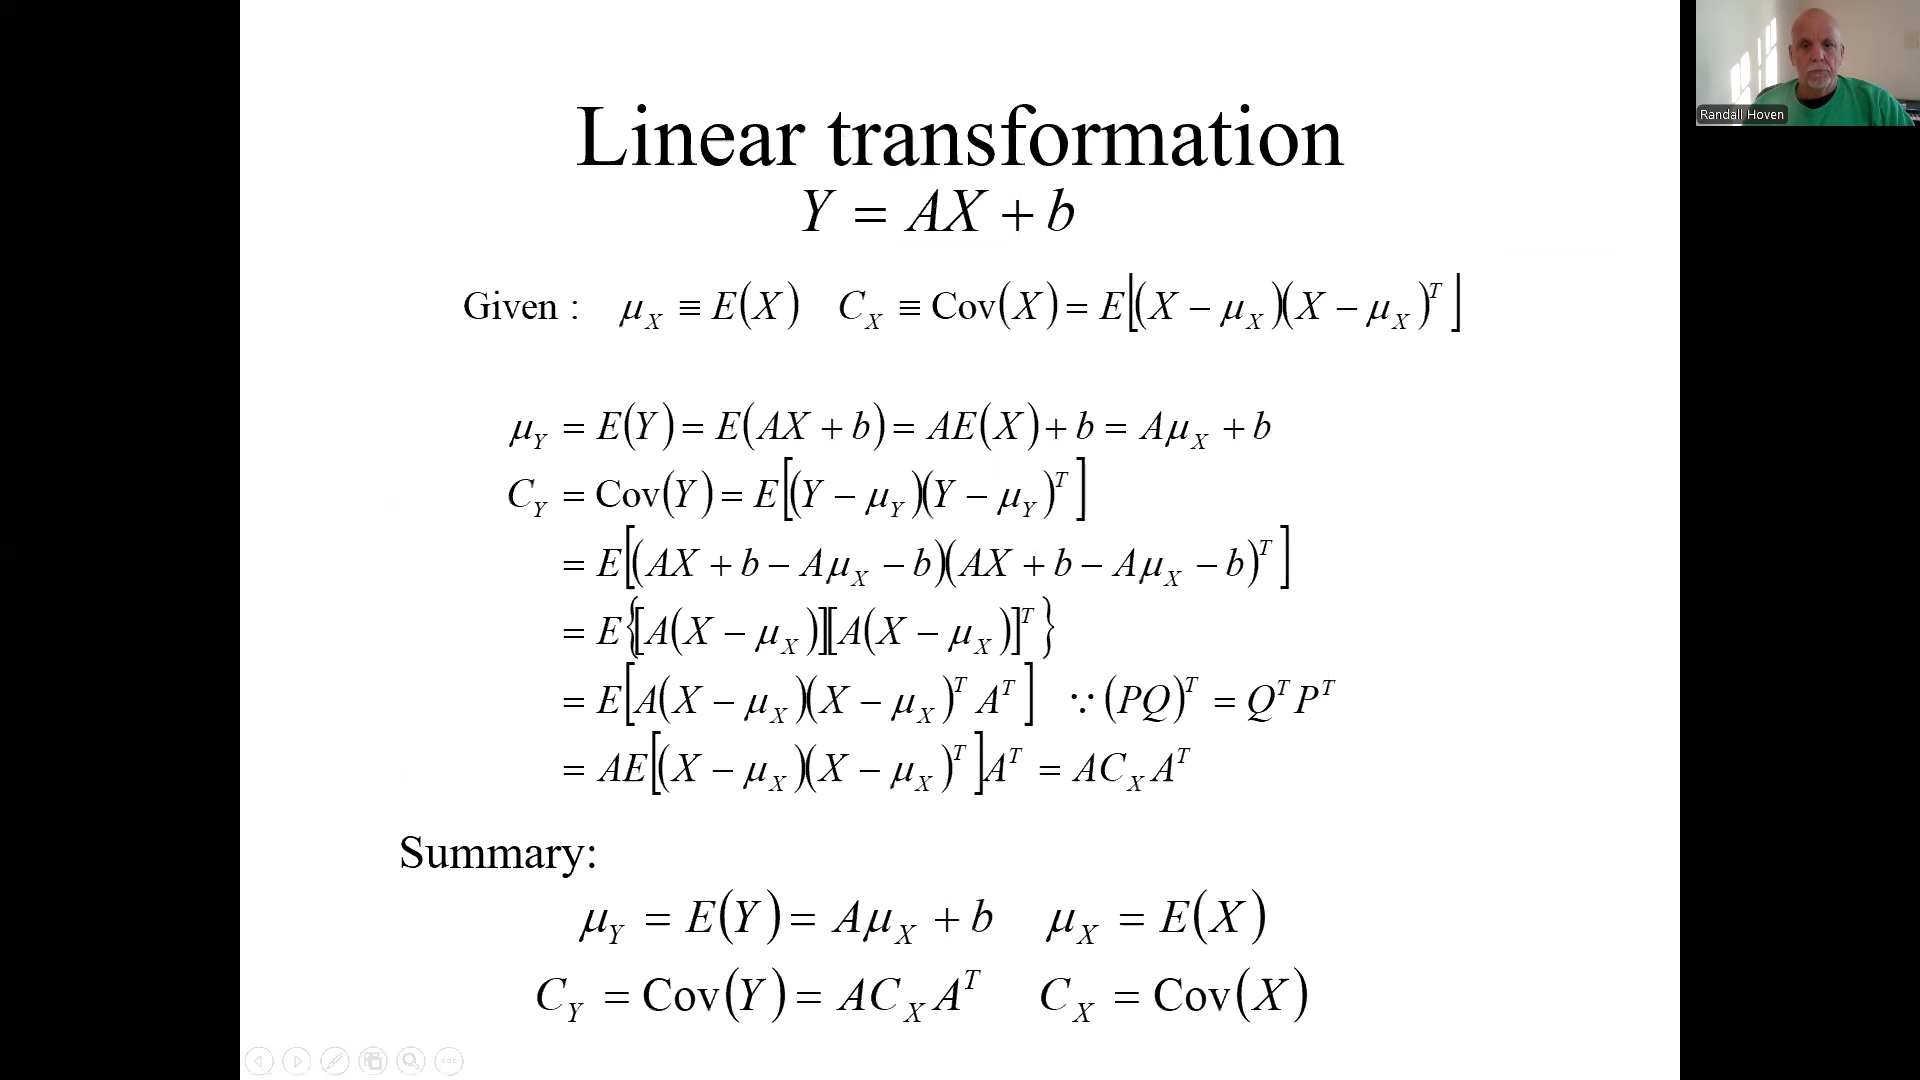 Linear transformation
Y = AX + b
Given : μ_X ≡ E(X) C_X ≡ Cov(X) = E[(X − μ_X)(X − μ_X)^T]
μ_Y = E(Y) = E(AX + b) = AE(X) + b = Aμ_X + b
C_Y = Cov(Y) = E[(Y − μ_Y)(Y − μ_Y)^T]
= E[(AX + b − Aμ_X − b)(AX + b − Aμ_X − b)^T]
= E{[A(X − μ_X)][A(X − μ_X)]^T}
= E[A(X − μ_X)(X − μ_X)^T A^T] ∵ (PQ)^T = Q^T P^T
= AE[(X − μ_X)(X − μ_X)^T]A^T = AC_X A^T
Summary:
μ_Y = E(Y) = Aμ_X + b μ_X = E(X)
C_Y = Cov(Y) = AC_X A^T C_X = Cov(X)
Randall Hoven